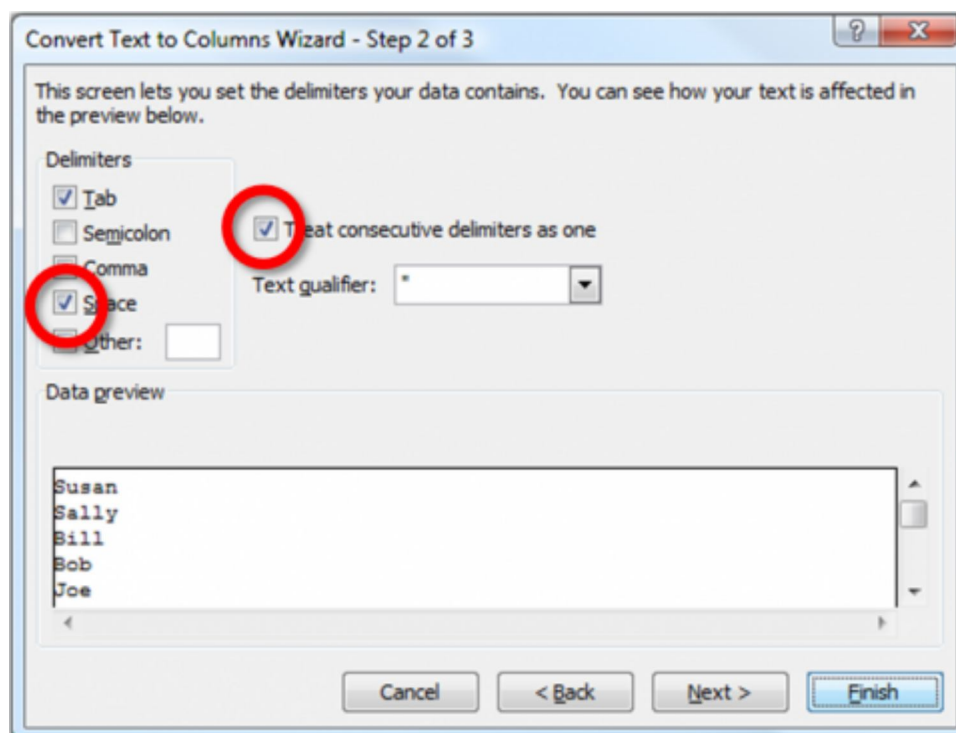 Convert Text to Columns Wizard - Step 2 of 3
This screen lets you set the delimiters your data contains. You can see how your text is affected in
the preview below.
Delimiters
Tab
Semicolon
Treat consecutive delimiters as one
Comma
Text qualifier: "
Space
Other:
Data preview
Susan
Sally
Bill
Bob
Joe
Cancel
< Back
Next >
Finish